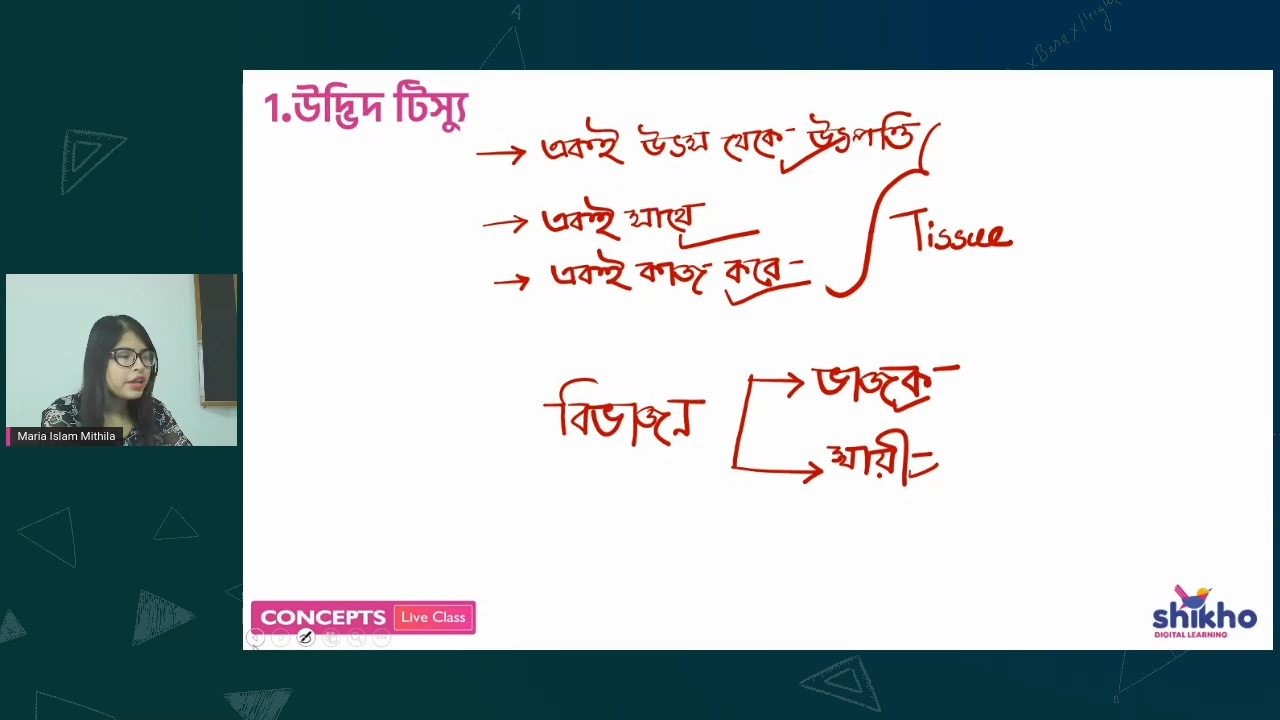 1.উদ্ভিদ টিস্যু
→ একই উৎস থেকে উৎপত্তি
→ একই সাথে
→ একই কাজ করে
Tissue
বিভাজন
→ ভাজক
→ স্থায়ী
Maria Islam Mithila
CONCEPTS Live Class
shikho
DIGITAL LEARNING